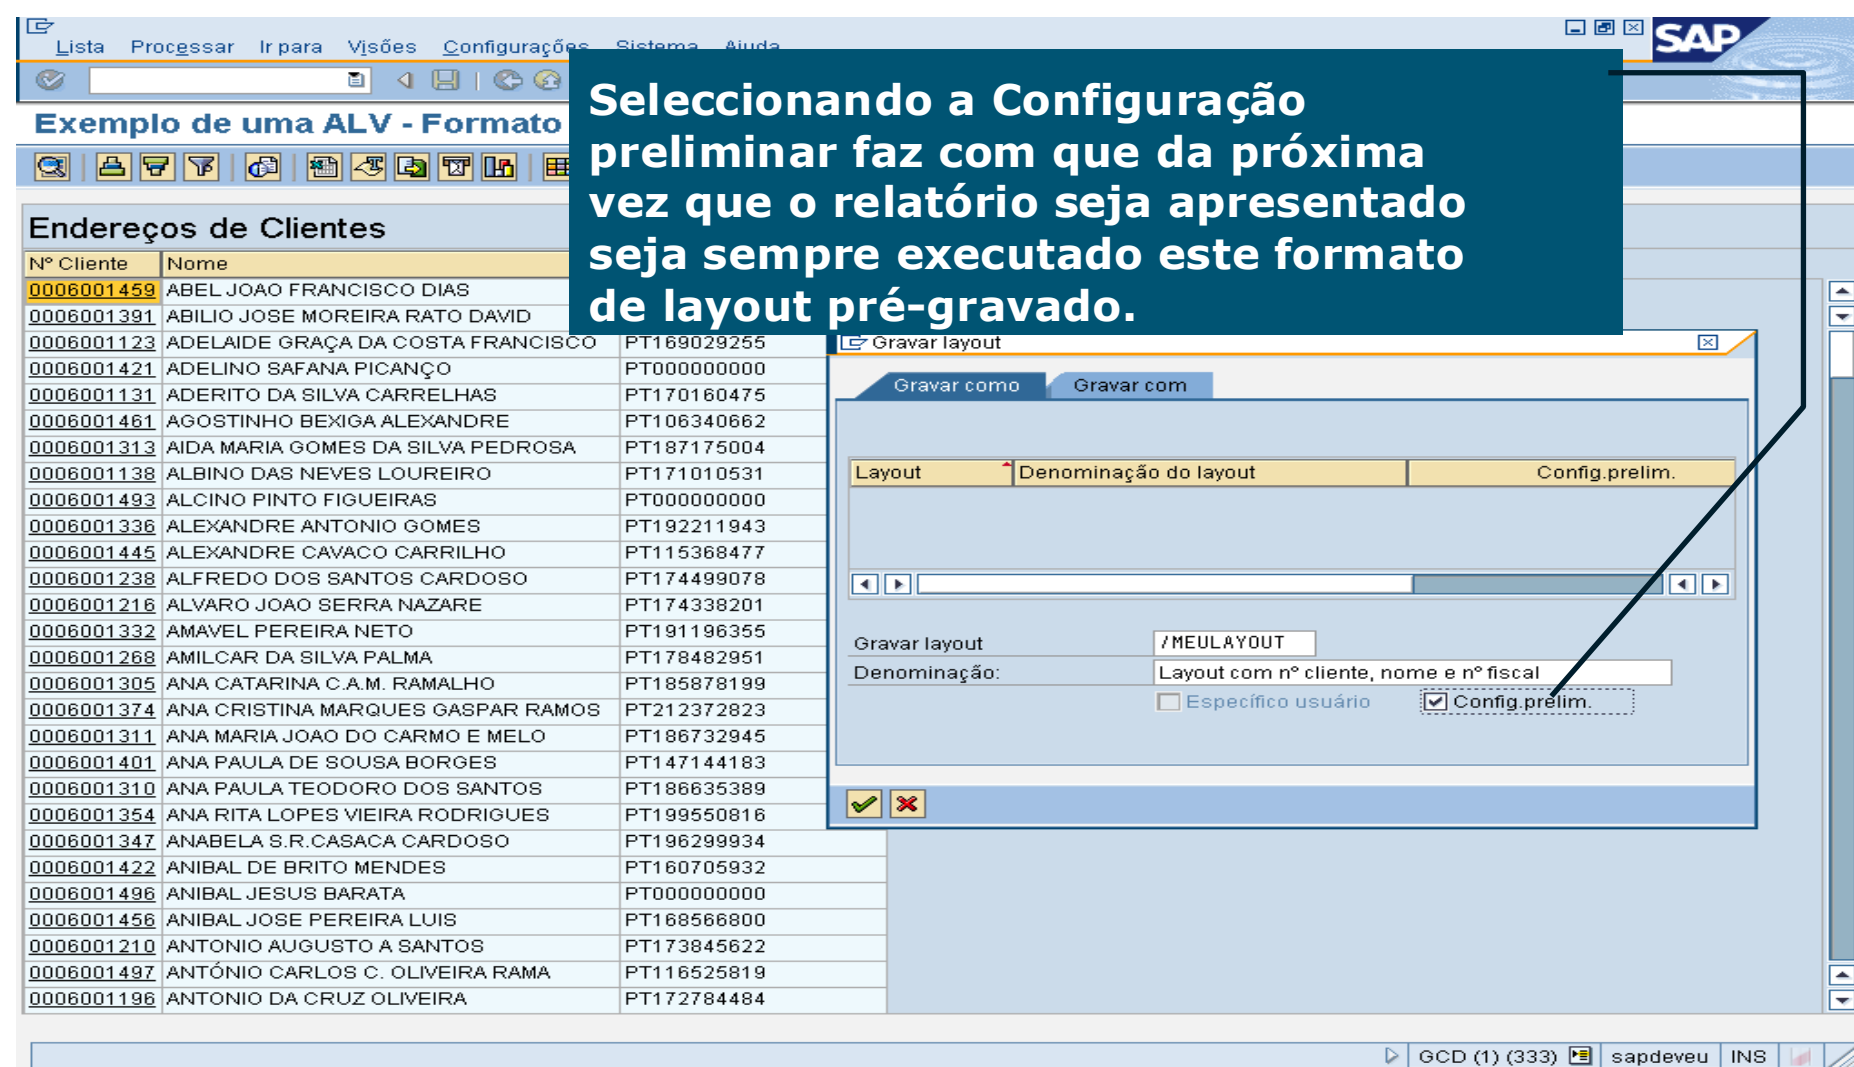 Lista Processar Ir para Visões Configurações Sistema Ajuda
SAP
Seleccionando a Configuração
preliminar faz com que da próxima
vez que o relatório seja apresentado
seja sempre executado este formato
de layout pré-gravado.
Exemplo de uma ALV - Formato
Endereços de Clientes
Nº Cliente Nome
0006001459 ABEL JOAO FRANCISCO DIAS
0006001391 ABILIO JOSE MOREIRA RATO DAVID
0006001123 ADELAIDE GRAÇA DA COSTA FRANCISCO PT169029255
0006001421 ADELINO SAFANA PICANÇO PT000000000
0006001131 ADERITO DA SILVA CARRELHAS PT170160475
0006001461 AGOSTINHO BEXIGA ALEXANDRE PT106340662
0006001313 AIDA MARIA GOMES DA SILVA PEDROSA PT187175004
0006001138 ALBINO DAS NEVES LOUREIRO PT171010531
0006001493 ALCINO PINTO FIGUEIRAS PT000000000
0006001336 ALEXANDRE ANTONIO GOMES PT192211943
0006001445 ALEXANDRE CAVACO CARRILHO PT115368477
0006001238 ALFREDO DOS SANTOS CARDOSO PT174499078
0006001216 ALVARO JOAO SERRA NAZARE PT174338201
0006001332 AMAVEL PEREIRA NETO PT191196355
0006001268 AMILCAR DA SILVA PALMA PT178482951
0006001305 ANA CATARINA C.A.M. RAMALHO PT185878199
0006001374 ANA CRISTINA MARQUES GASPAR RAMOS PT212372823
0006001311 ANA MARIA JOAO DO CARMO E MELO PT186732945
0006001401 ANA PAULA DE SOUSA BORGES PT147144183
0006001310 ANA PAULA TEODORO DOS SANTOS PT186635389
0006001354 ANA RITA LOPES VIEIRA RODRIGUES PT199550816
0006001347 ANABELA S.R.CASACA CARDOSO PT196299934
0006001422 ANIBAL DE BRITO MENDES PT160705932
0006001496 ANIBAL JESUS BARATA PT000000000
0006001456 ANIBAL JOSE PEREIRA LUIS PT168566800
0006001210 ANTONIO AUGUSTO A SANTOS PT173845622
0006001497 ANTÓNIO CARLOS C. OLIVEIRA RAMA PT116525819
0006001196 ANTONIO DA CRUZ OLIVEIRA PT172784484
Gravar layout
Gravar como Gravar com
Layout Denominação do layout Config.prelim.
Gravar layout /MEULAYOUT
Denominação: Layout com nº cliente, nome e nº fiscal
Específico usuário Config.prelim.
GCD (1) (333) sapdeveu INS